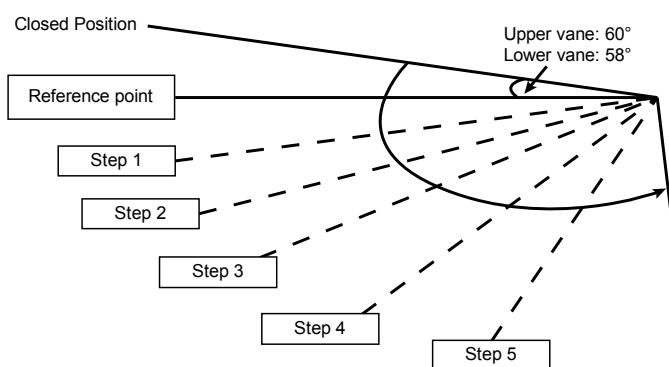 Closed Position
Upper vane: 60°
Lower vane: 58°
Reference point
Step 1
Step 2
Step 3
Step 4
Step 5